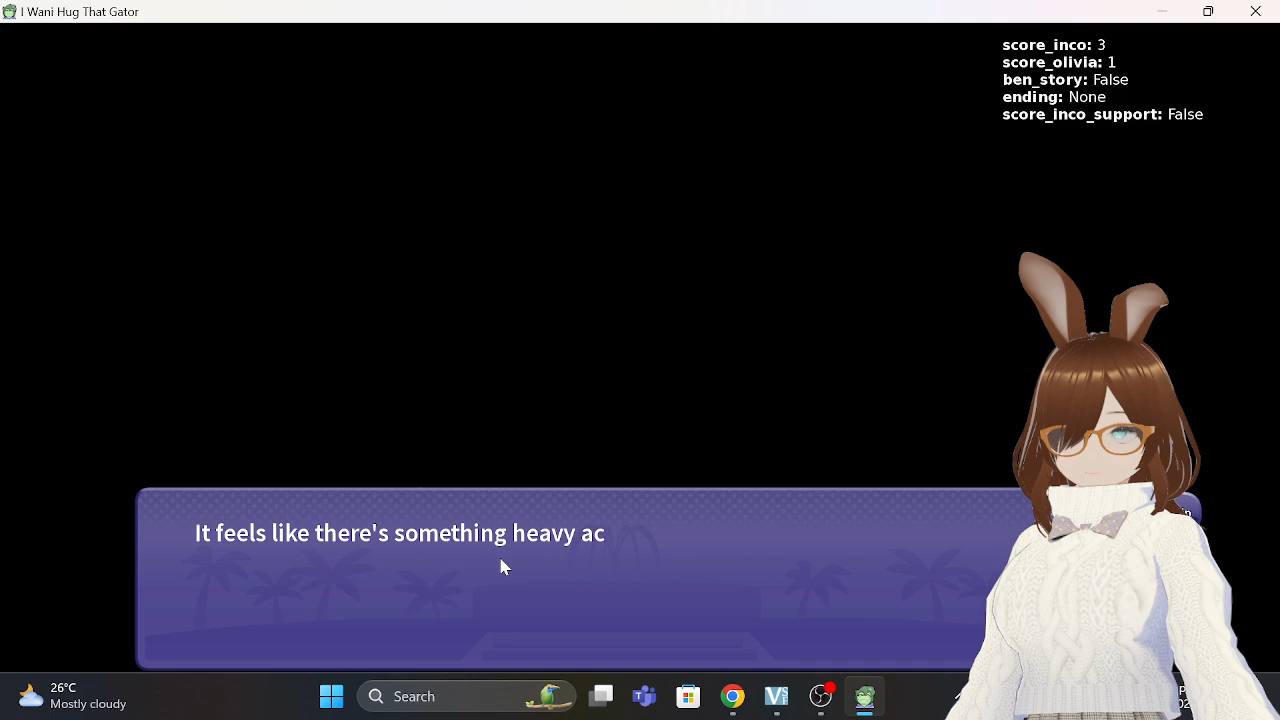 I Wani Hug That Gator
score_inco: 3
score_olivia: 1
ben_story: False
ending: None
score_inco_support: False
It feels like there's something heavy ac
26°C
Mostly cloudy
Search